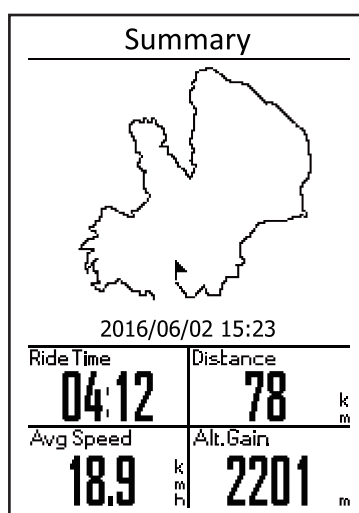 Summary
2016/06/02 15:23
Ride Time Distance
04:12 78 km
Avg Speed Alt.Gain
18.9 kmh 2201 m